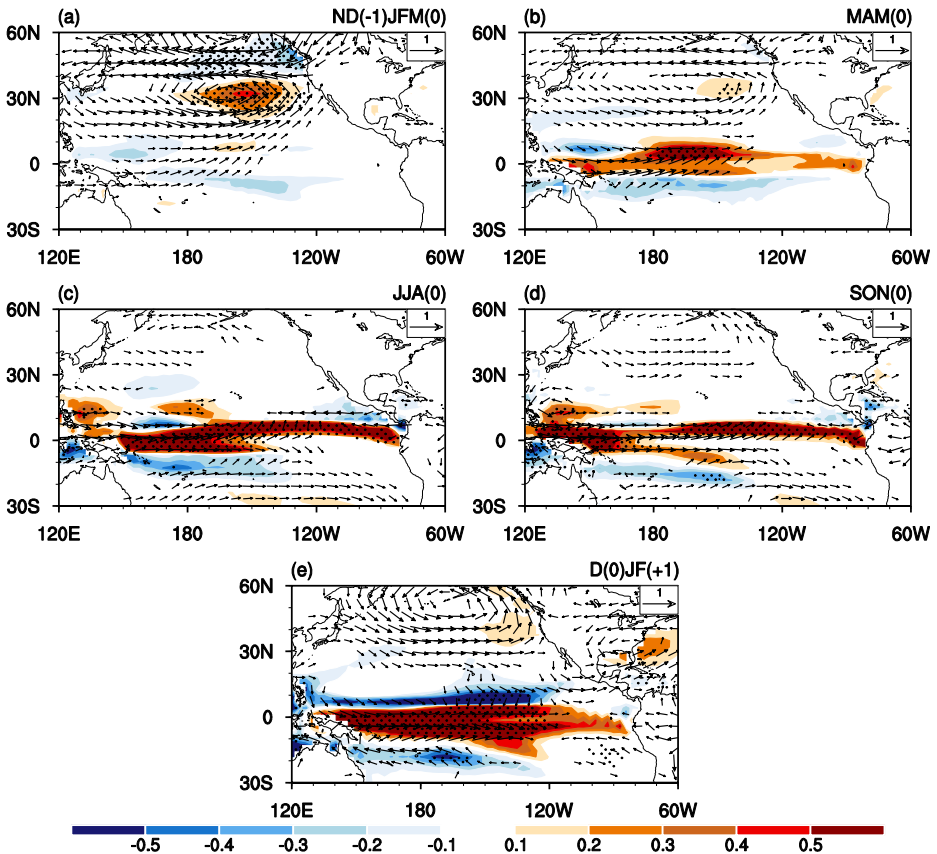 (a) ND(-1)JFM(0) (b) MAM(0)
60N 1 60N 1
30N 30N
0 0
30S 30S
120E 180 120W 60W 120E 180 120W 60W
(c) JJA(0) (d) SON(0)
60N 1 60N 1
30N 30N
0 0
30S 30S
120E 180 120W 60W 120E 180 120W 60W
(e) D(0)JF(+1)
60N 1
30N
0
30S
120E 180 120W 60W
-0.5 -0.4 -0.3 -0.2 -0.1 0.1 0.2 0.3 0.4 0.5